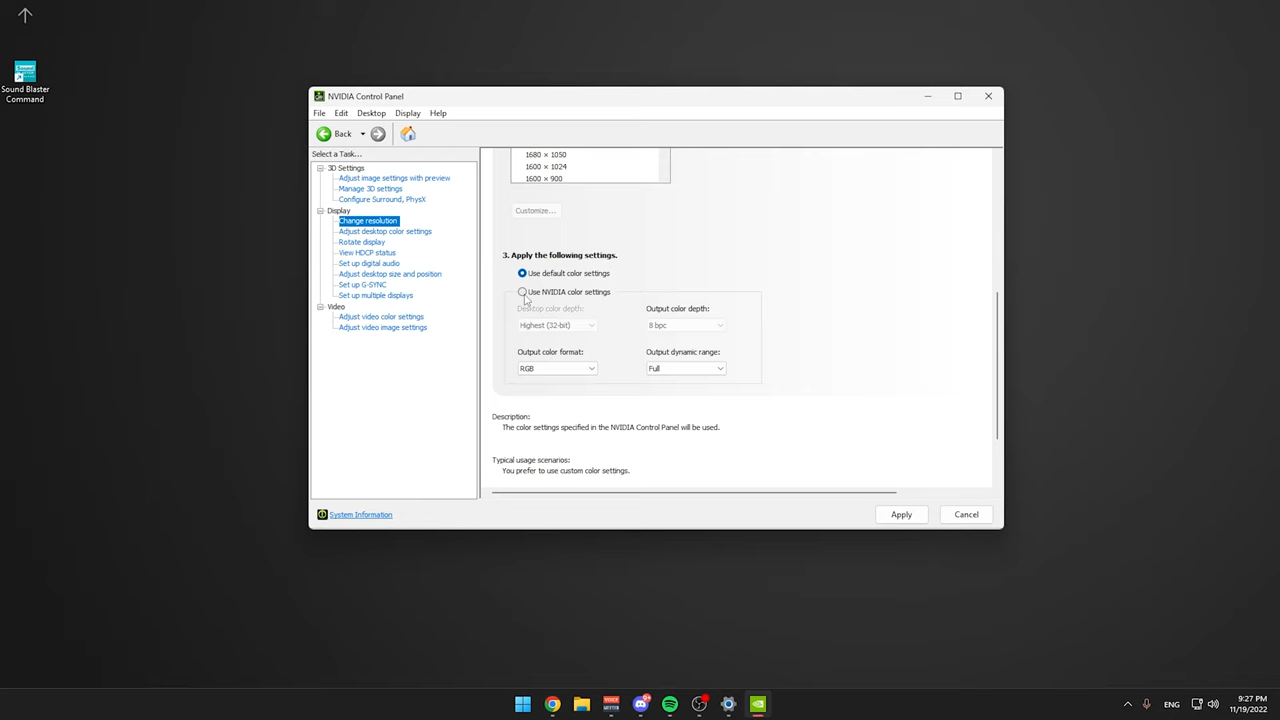 Sound Blaster
Command
NVIDIA Control Panel
File Edit Desktop Display Help
Back
Select a Task...
3D Settings
Adjust image settings with preview
Manage 3D settings
Configure Surround, PhysX
Display
Change resolution
Adjust desktop color settings
Rotate display
View HDCP status
Set up digital audio
Adjust desktop size and position
Set up G-SYNC
Set up multiple displays
Video
Adjust video color settings
Adjust video image settings
System Information
1680 × 1050
1600 × 1024
1600 × 900
Customize...
3. Apply the following settings.
Use default color settings
Use NVIDIA color settings
Desktop color depth: Output color depth:
Highest (32-bit) 8 bpc
Output color format: Output dynamic range:
RGB Full
Description:
The color settings specified in the NVIDIA Control Panel will be used.
Typical usage scenarios:
You prefer to use custom color settings.
Apply Cancel
ENG
9:27 PM
11/19/2022